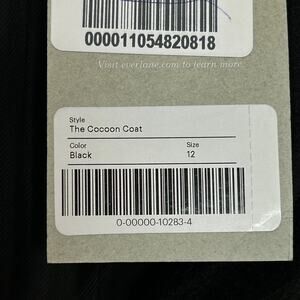 000011054820818
Visit everlane.com to learn more.
Style
The Cocoon Coat
Color Size
Black 12
0-00000-10283-4